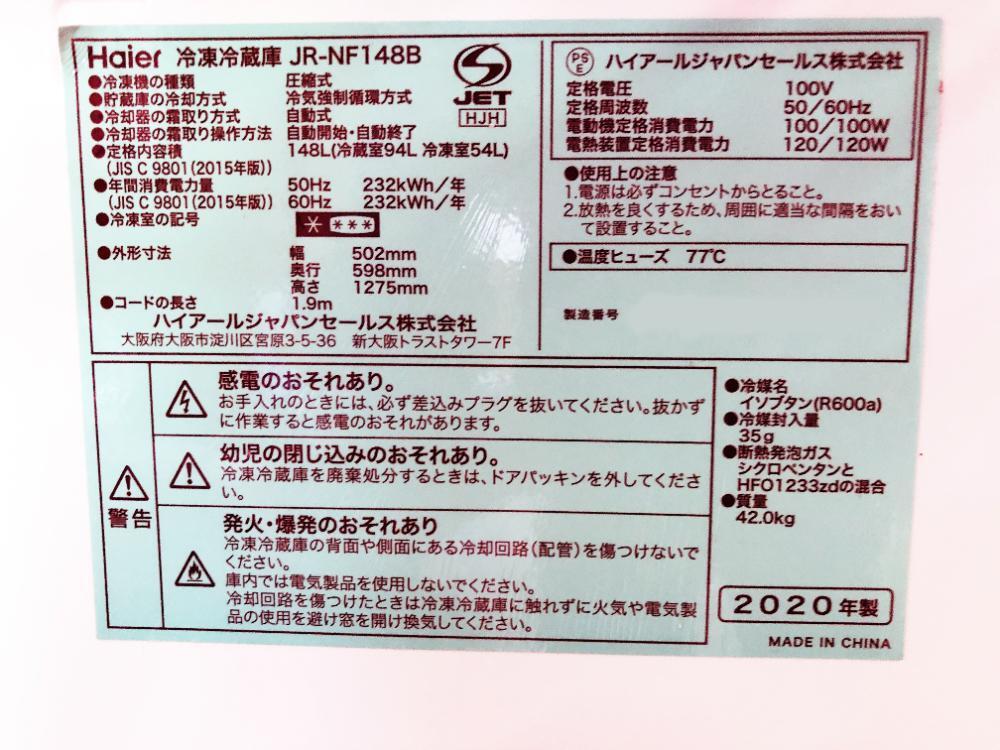 Haier 冷凍冷蔵庫 JR-NF148B
●冷凍機の種類 圧縮式
●貯蔵庫の冷却方式 冷気強制循環方式
●冷却器の霜取り方式 自動式
●冷却器の霜取り操作方法 自動開始・自動終了
●定格内容積 148L(冷蔵室94L 冷凍室54L)
(JIS C 9801(2015年版))
●年間消費電力量 50Hz 232kWh/年
(JIS C 9801(2015年版)) 60Hz 232kWh/年
●冷凍室の記号 * ***
●外形寸法 幅 502mm
奥行 598mm
高さ 1275mm
●コードの長さ 1.9m
ハイアールジャパンセールス株式会社
大阪府大阪市淀川区宮原3-5-36 新大阪トラストタワー7F
JET
HJH
PS
E
ハイアールジャパンセールス株式会社
定格電圧 100V
定格周波数 50/60Hz
電動機定格消費電力 100/100W
電熱装置定格消費電力 120/120W
●使用上の注意
1.電源は必ずコンセントからとること。
2.放熱を良くするため、周囲に適当な間隔をおい
て設置すること。
●温度ヒューズ 77℃
製造番号
警告
感電のおそれあり。
お手入れのときには、必ず差込みプラグを抜いてください。抜かず
に作業すると感電のおそれがあります。
幼児の閉じ込めのおそれあり。
冷凍冷蔵庫を廃棄処分するときは、ドアパッキンを外してくださ
い。
発火・爆発のおそれあり
冷凍冷蔵庫の背面や側面にある冷却回路(配管)を傷つけないで
ください。
庫内では電気製品を使用しないでください。
冷却回路を傷つけたときは冷凍冷蔵庫に触れずに火気や電気製
品の使用を避け窓を開け換気してください。
●冷媒名
イソブタン(R600a)
●冷媒封入量
35g
●断熱発泡ガス
シクロペンタンと
HFO1233zdの混合
●質量
42.0kg
2020年製
MADE IN CHINA